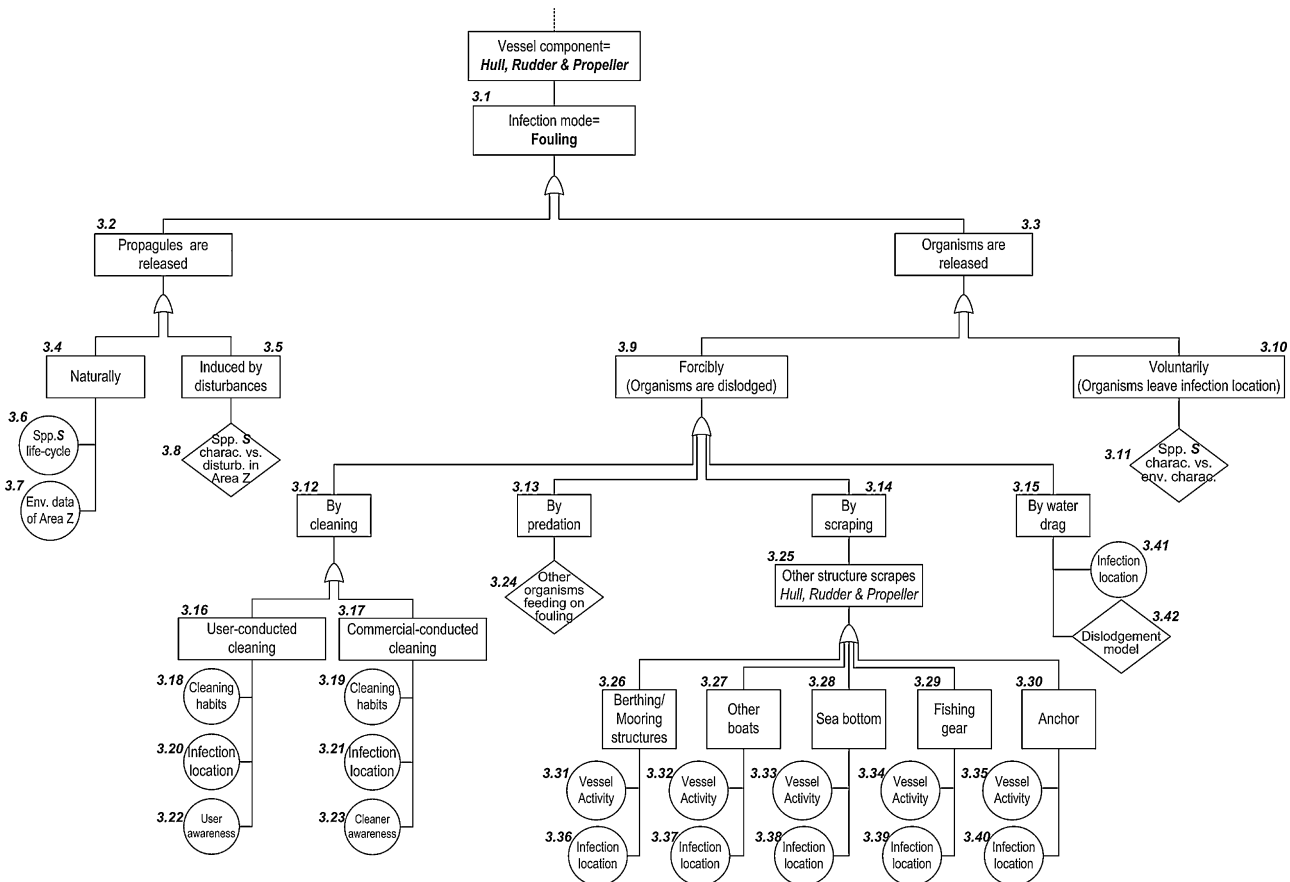 Vessel component=
Hull, Rudder & Propeller
3.1
Infection mode=
Fouling
3.2
Propagules are
released
3.3
Organisms are
released
3.4
Naturally
3.5
Induced by
disturbances
3.9
Forcibly
(Organisms are dislodged)
3.10
Voluntarily
(Organisms leave infection location)
3.6
Spp.S
life-cycle
3.7
Env. data
of Area Z
3.8
Spp. S
charac. vs.
disturb. in
Area Z
3.11
Spp. S
charac. vs.
env. charac.
3.12
By
cleaning
3.13
By
predation
3.14
By
scraping
3.15
By water
drag
3.24
Other
organisms
feeding on
fouling
3.25
Other structure scrapes
Hull, Rudder & Propeller
3.41
Infection
location
3.42
Dislodgement
model
3.16
User-conducted
cleaning
3.17
Commercial-conducted
cleaning
3.18
Cleaning
habits
3.19
Cleaning
habits
3.20
Infection
location
3.21
Infection
location
3.22
User
awareness
3.23
Cleaner
awareness
3.26
Berthing/
Mooring
structures
3.27
Other
boats
3.28
Sea bottom
3.29
Fishing
gear
3.30
Anchor
3.31
Vessel
Activity
3.32
Vessel
Activity
3.33
Vessel
Activity
3.34
Vessel
Activity
3.35
Vessel
Activity
3.36
Infection
location
3.37
Infection
location
3.38
Infection
location
3.39
Infection
location
3.40
Infection
location